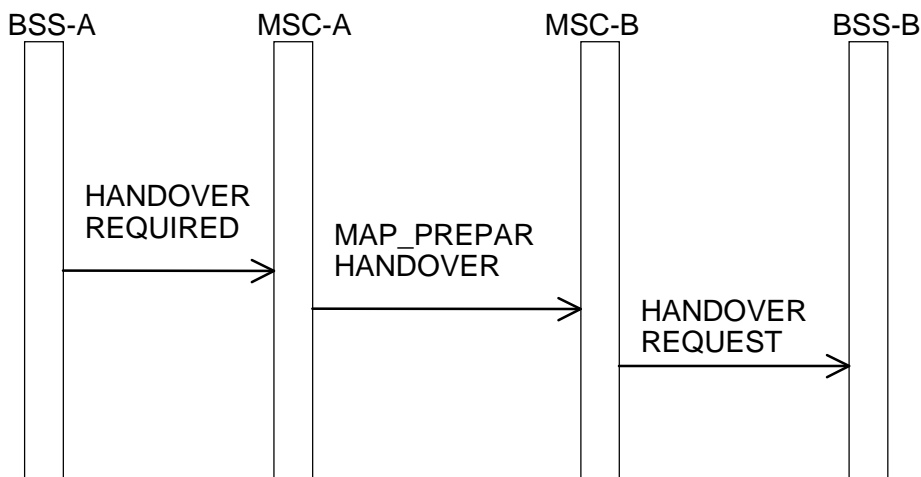 BSS-A MSC-A MSC-B BSS-B
HANDOVER
REQUIRED
MAP_PREPAR
HANDOVER
HANDOVER
REQUEST